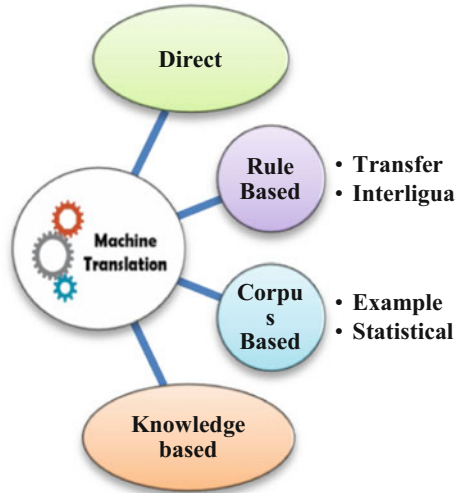 Direct
Rule
Based
• Transfer
• Interligua
Machine
Translation
Corpu
s
Based
• Example
• Statistical
Knowledge
based